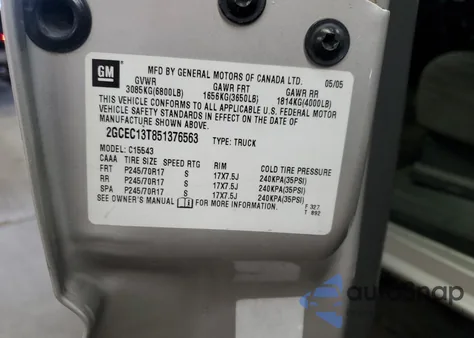 GM
MFD BY GENERAL MOTORS OF CANADA LTD. 05/05
GVWR GAWR FRT GAWR RR
3085KG(6800LB) 1656KG(3650LB) 1814KG(4000LB)
THIS VEHICLE CONFORMS TO ALL APPLICABLE U.S. FEDERAL MOTOR
VEHICLE SAFETY STANDARDS IN EFFECT ON THE DATE OF
MANUFACTURE SHOWN ABOVE.
2GCEC13T851376563 TYPE: TRUCK
MODEL: C15543
CAAA TIRE SIZE SPEED RTG RIM COLD TIRE PRESSURE
FRT P245/70R17 S 17X7.5J 240KPA(35PSI)
RR P245/70R17 S 17X7.5J 240KPA(35PSI)
SPA P245/70R17 S 17X7.5J 240KPA(35PSI)
SEE OWNER'S MANUAL FOR MORE INFORMATION.
F 327
T 892
autosnap